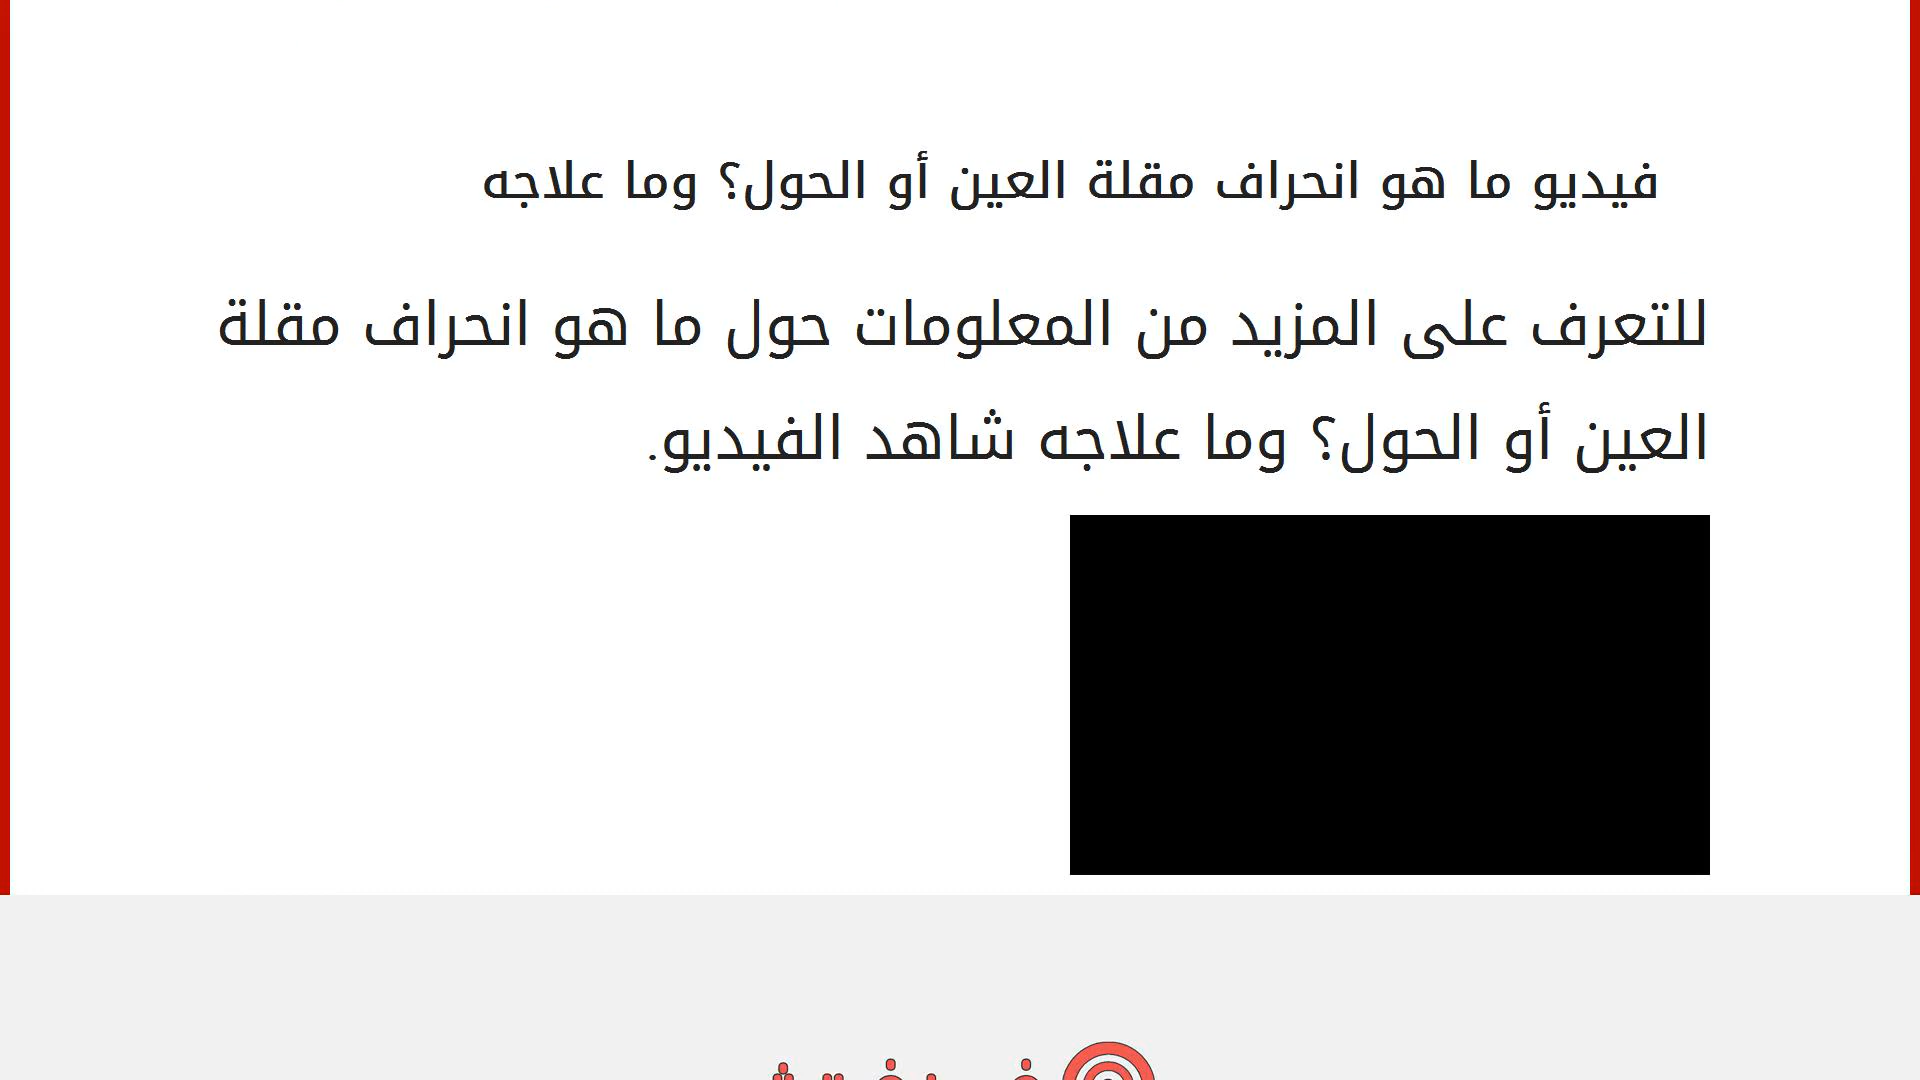 فيديو ما هو انحراف مقلة العين أو الحول؟ وما علاجه
للتعرف على المزيد من المعلومات حول ما هو انحراف مقلة
العين أو الحول؟ وما علاجه شاهد الفيديو.